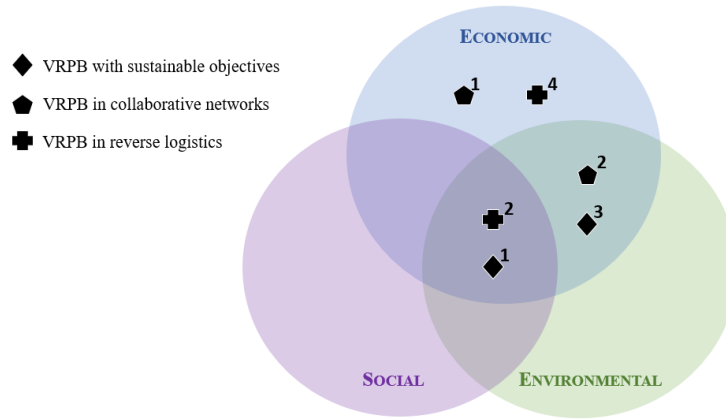 ECONOMIC
VRPB with sustainable objectives
1
4
VRPB in collaborative networks
VRPB in reverse logistics
2
2
3
1
SOCIAL
ENVIRONMENTAL